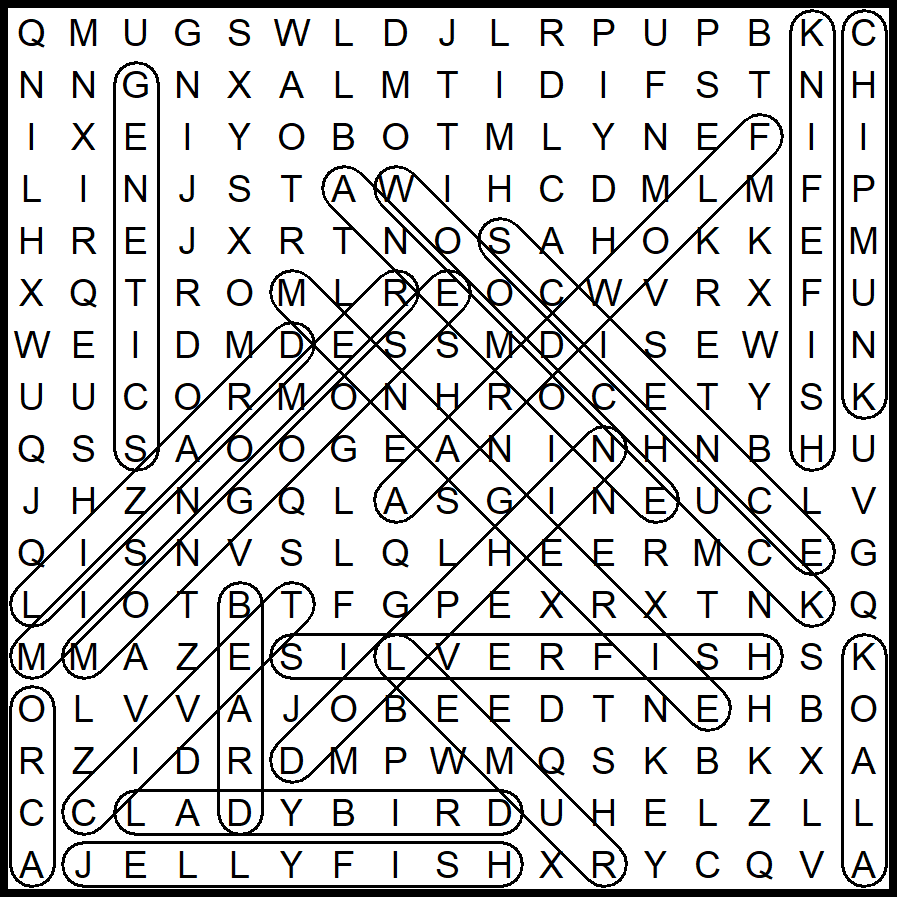 Q M U G S W L D J L R P U P B K C
N N G N X A L M T I D I F S T N H
I X E I Y O B O T M L Y N E F I I
L I N J S T A W I H C D M L M F P
H R E J X R T N O S A H O K K E M
X Q T R O M L R E O C W V R X F U
W E I D M D E S S M D I S E W I N
U U C O R M O N H R O C E T Y S K
Q S S A O O G E A N I N H N B H U
J H Z N G Q L A S G I N E U C L V
Q I S N V S L Q L H E E R M C E G
L I O T B T F G P E X R X T N K Q
M M A Z E S I L V E R F I S H S K
O L V V A J O B E E D T N E H B O
R Z I D R D M P W M Q S K B K X A
C C L A D Y B I R D U H E L Z L L
A J E L L Y F I S H X R Y C Q V A